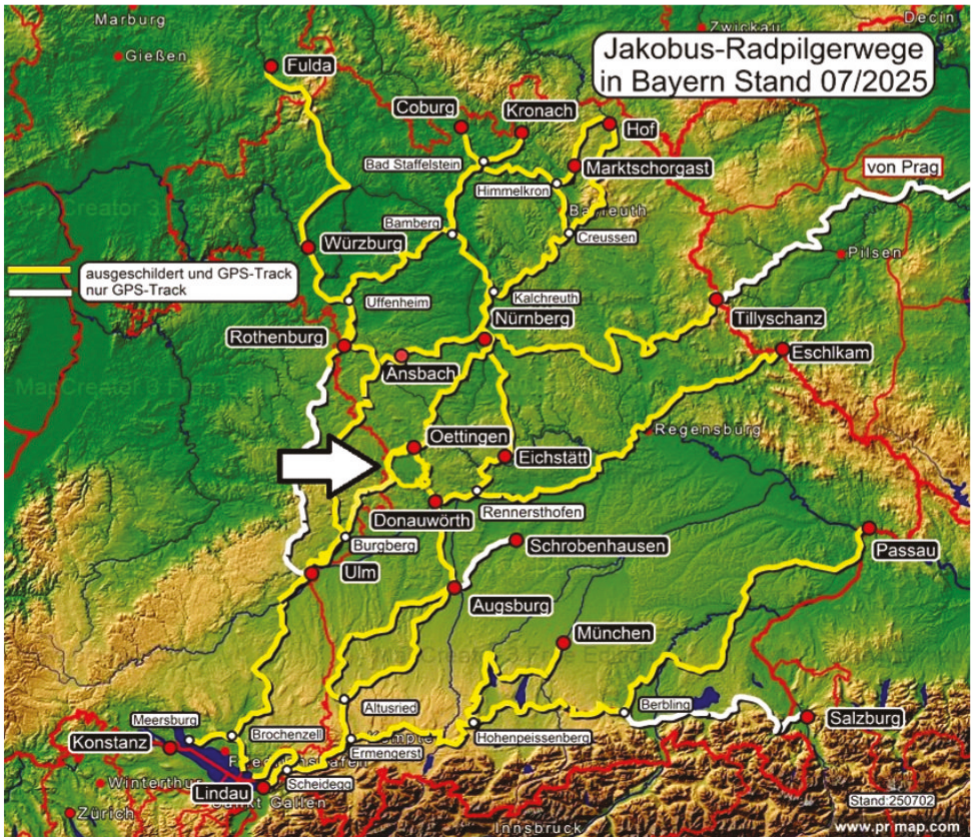 Marburg
Zwickau
Decin
Gießen
Jakobus-Radpilgerwege
in Bayern Stand 07/2025
Fulda
Coburg
Kronach
Hof
Bad Staffelstein
Marktschorgast
Himmelkron
von Prag
Bayreuth
Bamberg
Creussen
Würzburg
Pilsen
ausgeschildert und GPS-Track
nur GPS-Track
Uffenheim
Kalchreuth
Nürnberg
Tillyschanz
Rothenburg
Ansbach
Eschlkam
Oettingen
Regensburg
Eichstätt
Donauwörth
Rennersthofen
Burgberg
Schrobenhausen
Passau
Ulm
Augsburg
München
Altusried
Berbling
Meersburg
Salzburg
Konstanz
Brochenzell
Hohenpeissenberg
Ermengerst
Winterthur
Scheidegg
Lindau
Zürich
Stand:250702
Innsbruck
www.primap.com